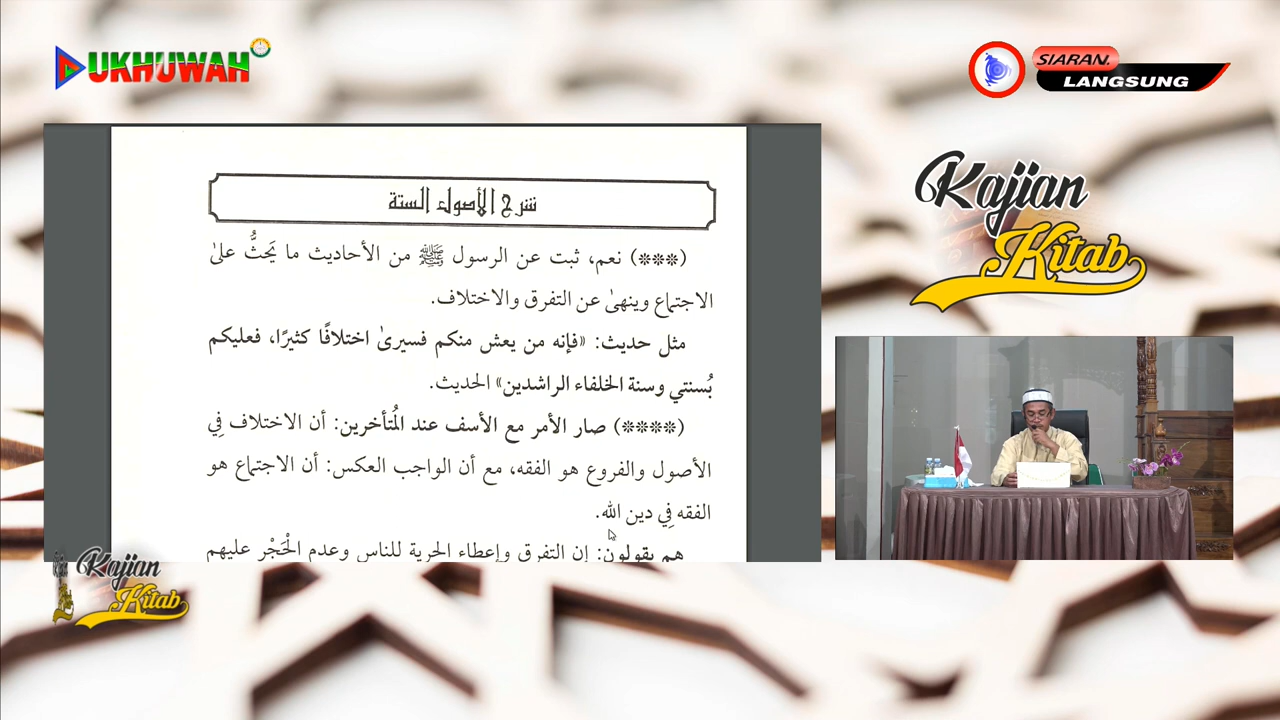 UKHUWAH
SIARAN.
LANGSUNG
شرح الأصول الستة
(***) نعم، ثبت عن الرسول ﷺ من الأحاديث ما يَحثُّ علىٰ
الاجتماع وينهىٰ عن التفرق والاختلاف.
مثل حديث: «فإنه من يعش منكم فسيرىٰ اختلافًا كثيرًا، فعليكم
بُسنتي وسنة الخلفاء الراشدين» الحديث.
(****) صار الأمر مع الأسف عند المُتأخرين: أن الاختلاف فِي
الأصول والفروع هو الفقه، مع أن الواجب العكس: أن الاجتماع هو
الفقه فِي دين الله.
هم يقولون: إن التفرق وإعطاء الحرية للناس وعدم الْحَجْر عليهم
Kajian
Kitab
Kajian
Kitab